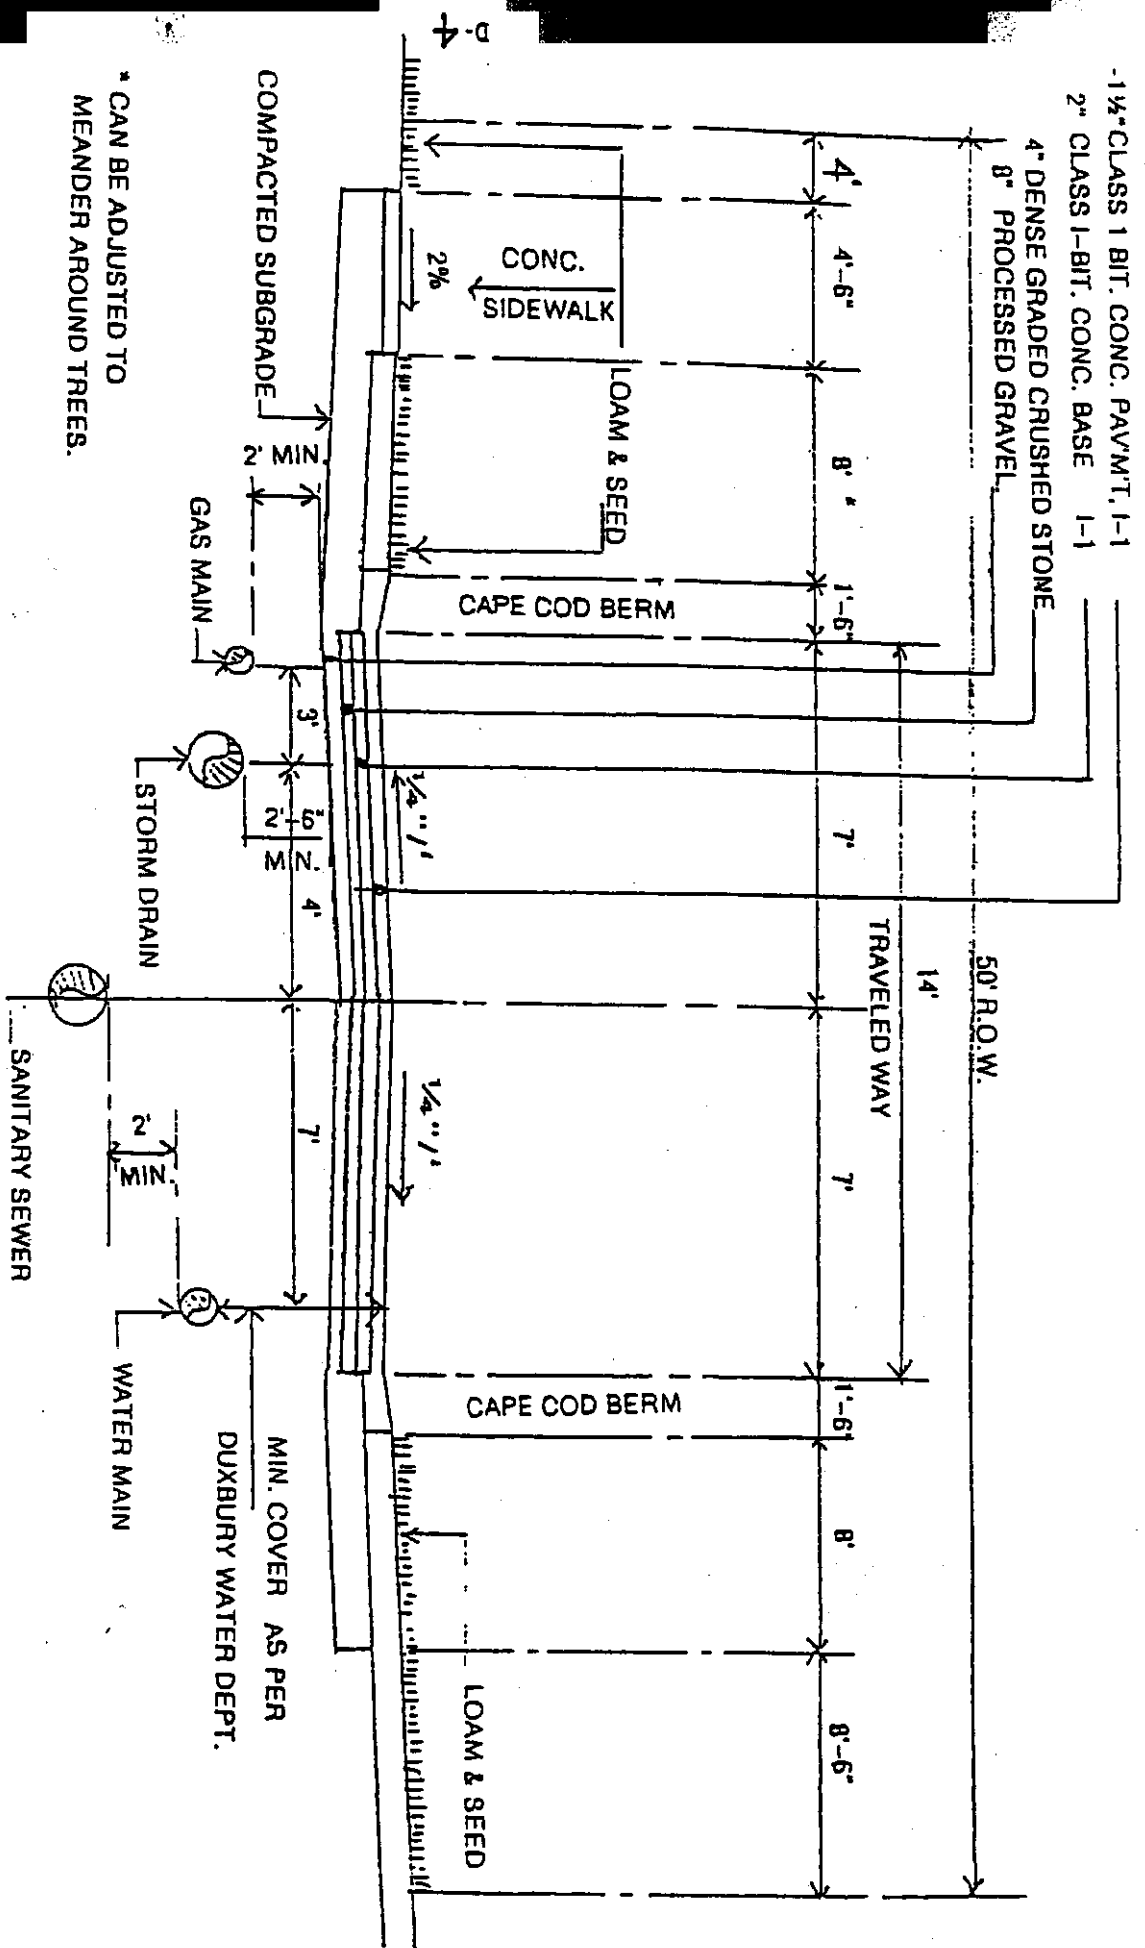 -1½" CLASS 1 BIT. CONC. PAV'M'T. I-1
2" CLASS I-BIT. CONC. BASE I-1
4" DENSE GRADED CRUSHED STONE
8" PROCESSED GRAVEL
50' R.O.W.
14'
TRAVELED WAY
4'
4'-6"
8' *
1'-6"
7'
7'
1'-6"
8'
8'-6"
LOAM & SEED
CONC.
SIDEWALK
CAPE COD BERM
CAPE COD BERM
LOAM & SEED
2%
¼"/'
¼"/'
COMPACTED SUBGRADE
2' MIN.
3'
2'-6"
MIN.
4'
7'
GAS MAIN
STORM DRAIN
SANITARY SEWER
2'
MIN.
WATER MAIN
MIN. COVER AS PER
DUXBURY WATER DEPT.
* CAN BE ADJUSTED TO
MEANDER AROUND TREES.
D-4